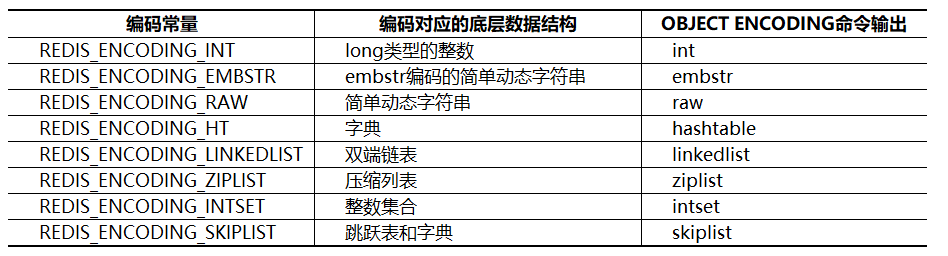 编码常量 编码对应的底层数据结构 OBJECT ENCODING命令输出
REDIS_ENCODING_INT long类型的整数 int
REDIS_ENCODING_EMBSTR embstr编码的简单动态字符串 embstr
REDIS_ENCODING_RAW 简单动态字符串 raw
REDIS_ENCODING_HT 字典 hashtable
REDIS_ENCODING_LINKEDLIST 双端链表 linkedlist
REDIS_ENCODING_ZIPLIST 压缩列表 ziplist
REDIS_ENCODING_INTSET 整数集合 intset
REDIS_ENCODING_SKIPLIST 跳跃表和字典 skiplist